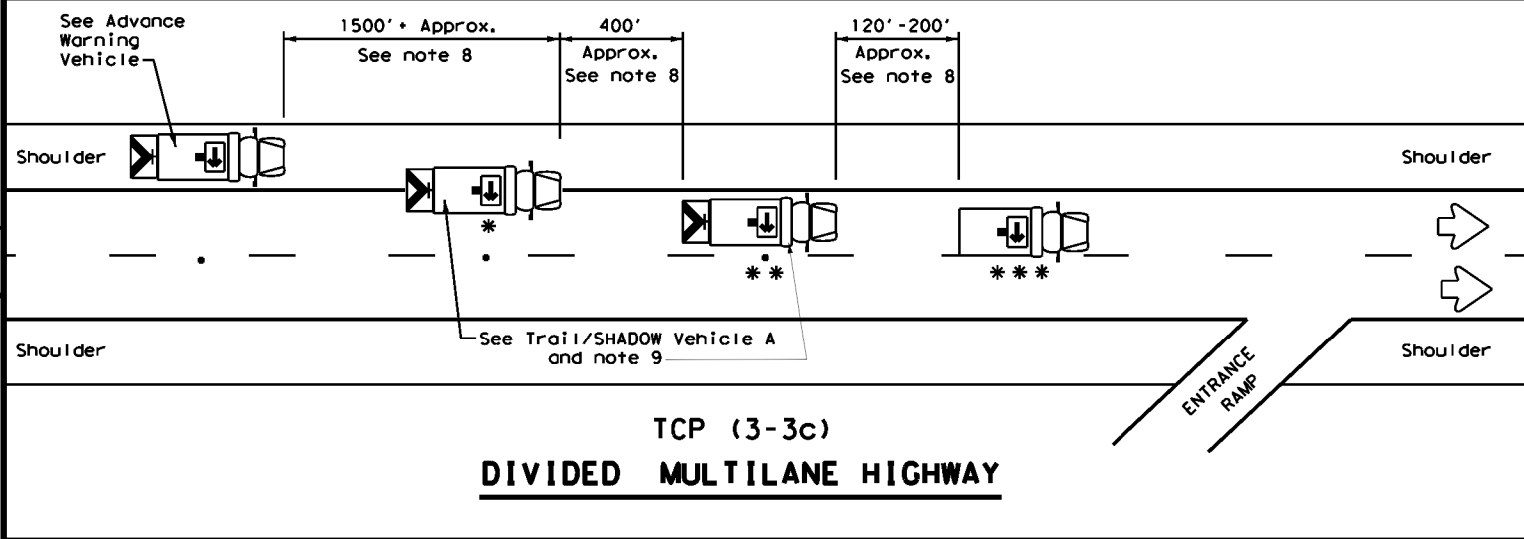 See Advance
Warning
Vehicle
1500'+ Approx.
See note 8
400'
Approx.
See note 8
120'-200'
Approx.
See note 8
Shoulder
Shoulder
*
* *
* * *
See Trail/SHADOW Vehicle A
and note 9
Shoulder
Shoulder
ENTRANCE
RAMP
TCP (3-3c)
DIVIDED MULTILANE HIGHWAY